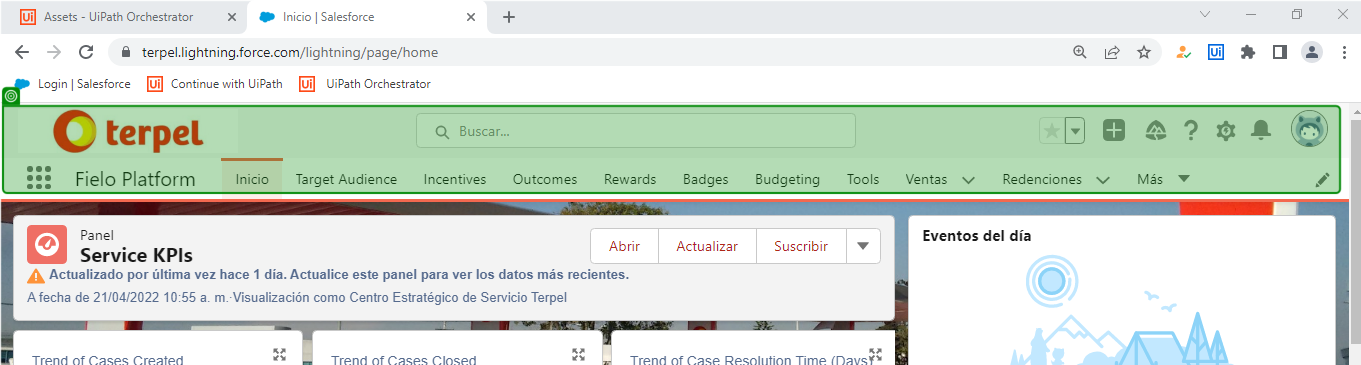 Assets - UiPath Orchestrator
Inicio | Salesforce
terpel.lightning.force.com/lightning/page/home
Login | Salesforce
Continue with UiPath
UiPath Orchestrator
terpel
Buscar...
Fielo Platform
Inicio
Target Audience
Incentives
Outcomes
Rewards
Badges
Budgeting
Tools
Ventas
Redenciones
Más
Panel
Service KPIs
Abrir
Actualizar
Suscribir
Actualizado por última vez hace 1 día. Actualice este panel para ver los datos más recientes.
A fecha de 21/04/2022 10:55 a. m.·Visualización como Centro Estratégico de Servicio Terpel
Eventos del día
Trend of Cases Created
Trend of Cases Closed
Trend of Case Resolution Time (Days)